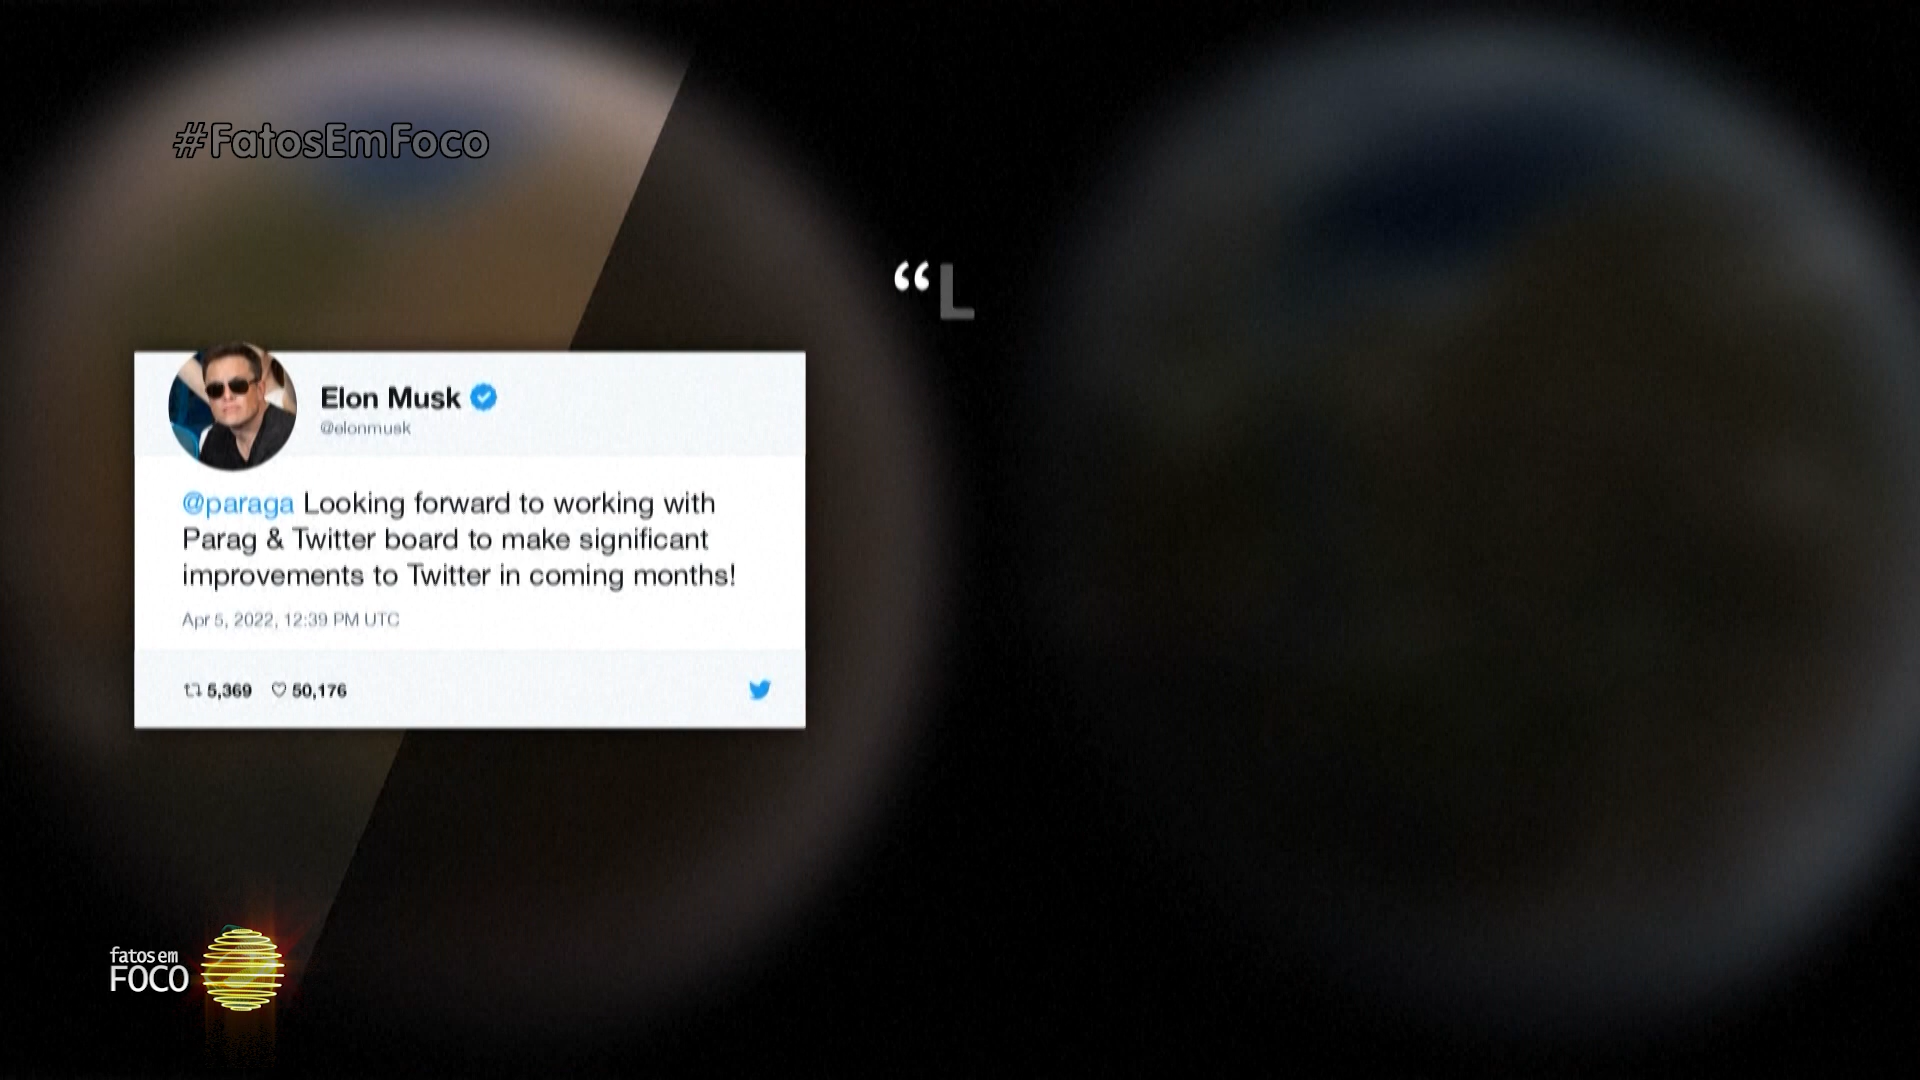 #FatosEmFoco
“L
Elon Musk
@elonmusk
@paraga Looking forward to working with
Parag & Twitter board to make significant
improvements to Twitter in coming months!
Apr 5, 2022, 12:39 PM UTC
5,369 50,176
fatos em
FOCO